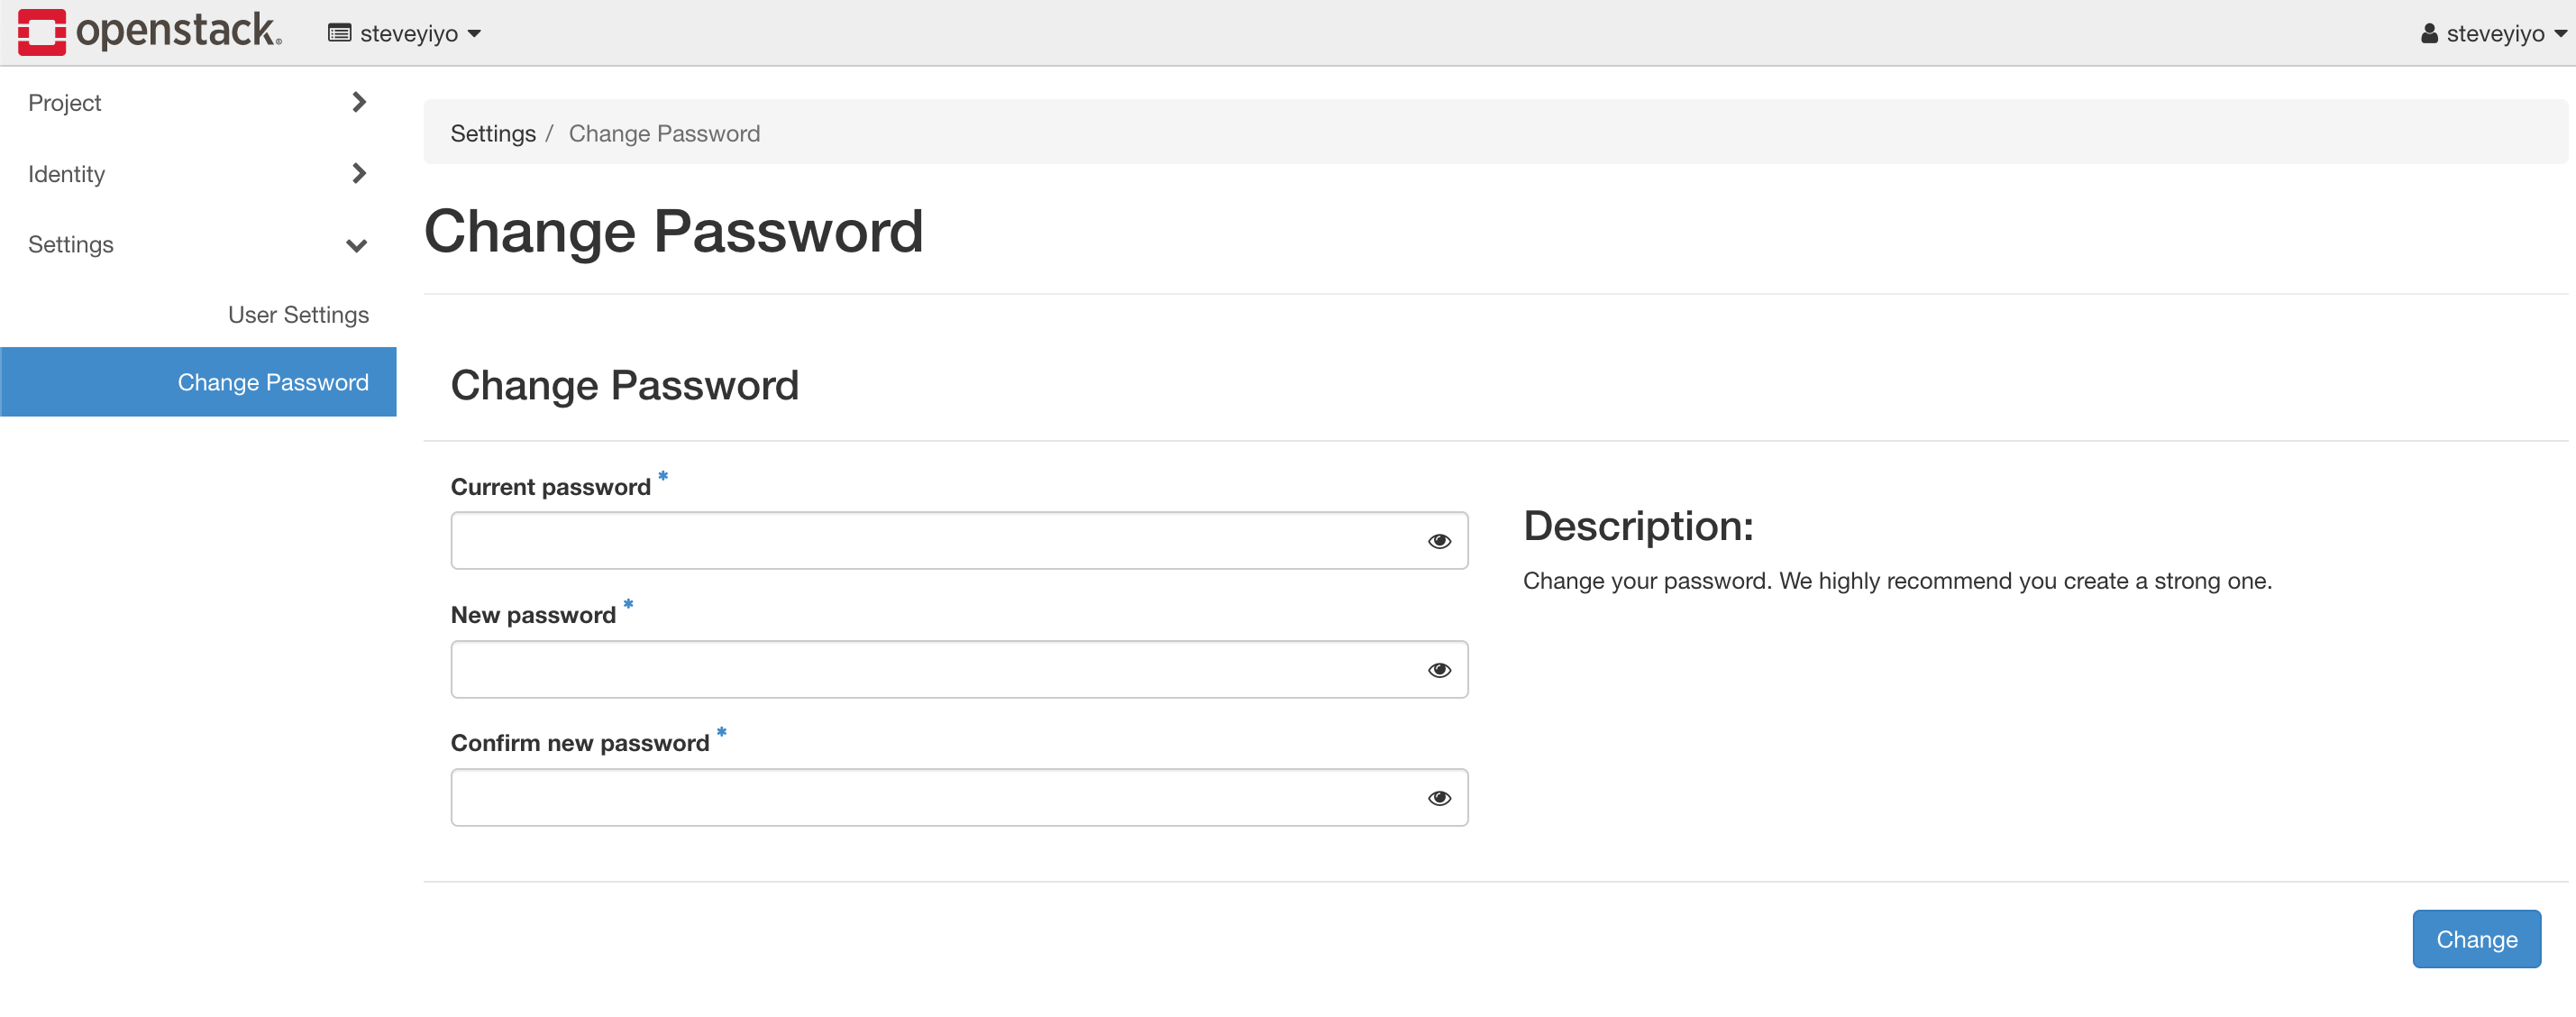 openstack.
steveyiyo
steveyiyo
Project
Identity
Settings
User Settings
Change Password
Settings / Change Password
Change Password
Change Password
Current password *
New password *
Confirm new password *
Description:
Change your password. We highly recommend you create a strong one.
Change